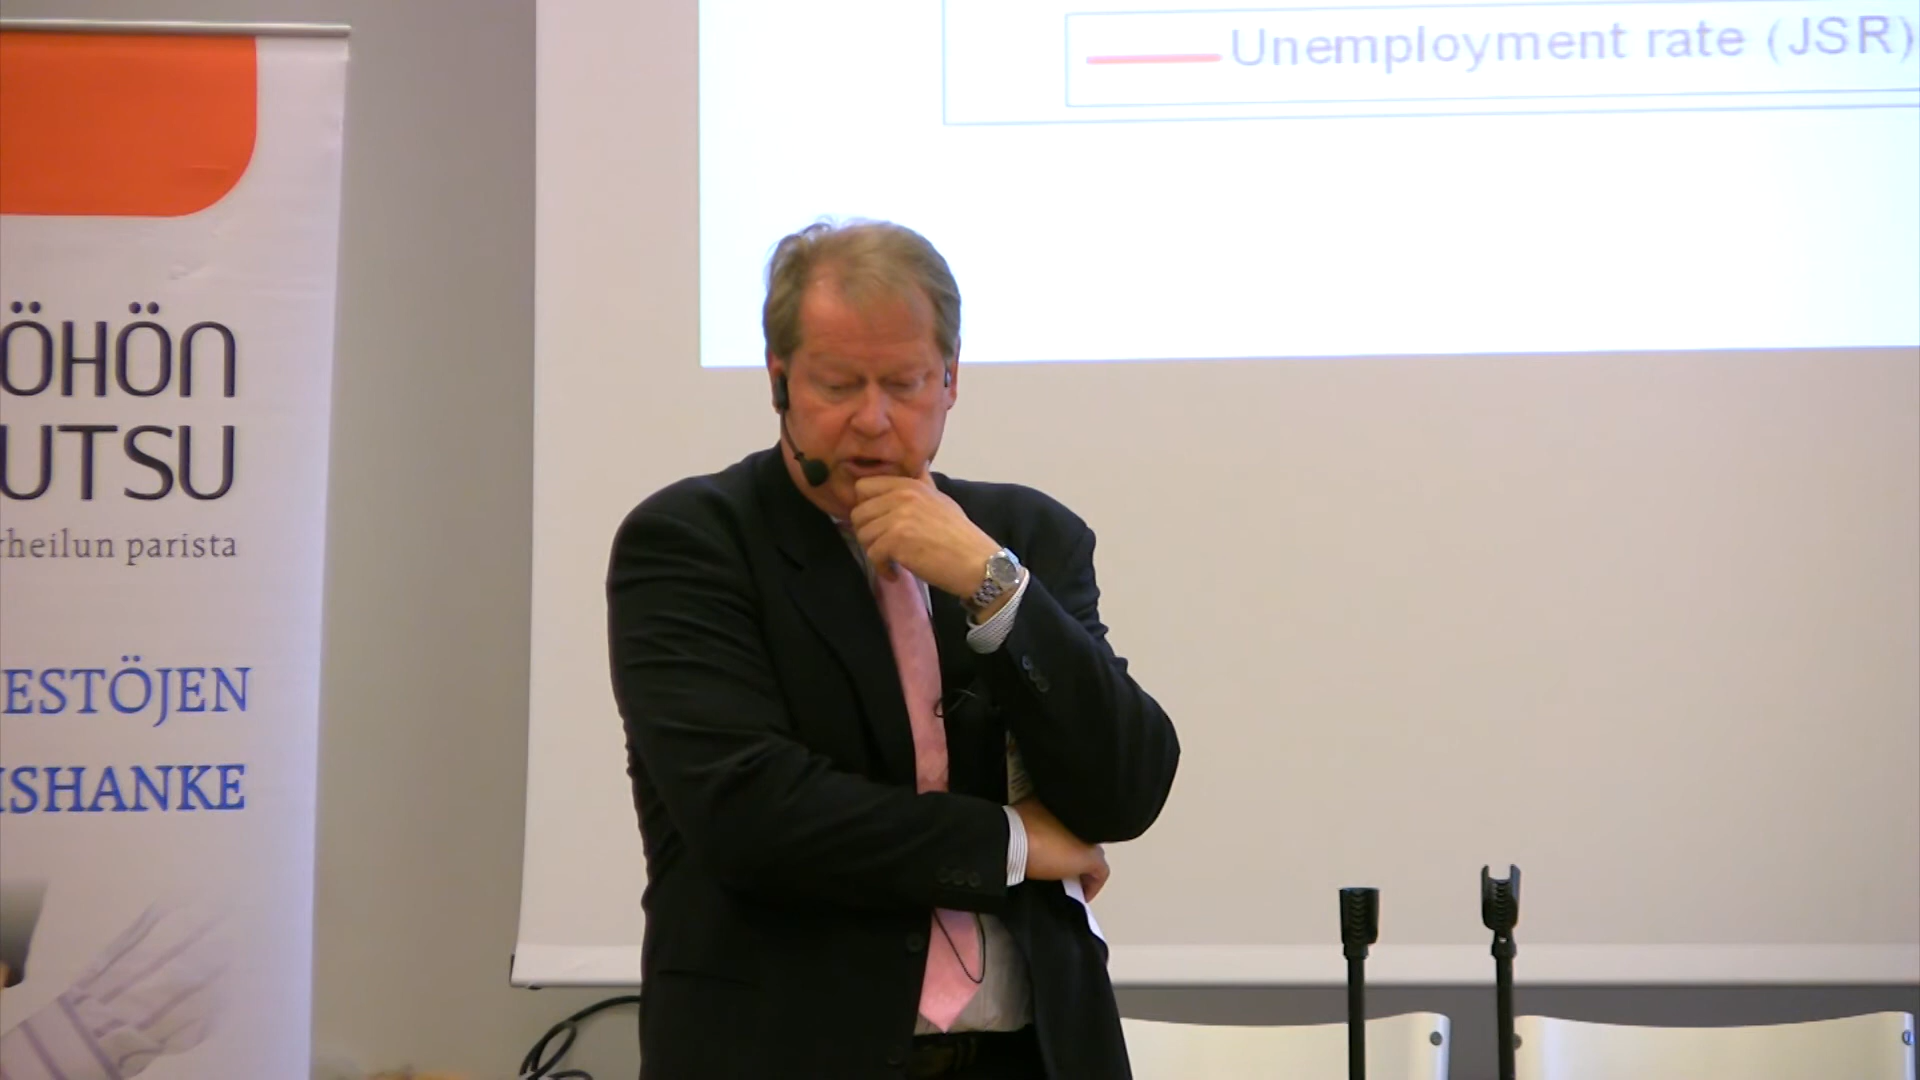 ÖHÖN
UTSU
rheilun parista
ESTÖJEN
ISHANKE
Unemployment rate (JSR)